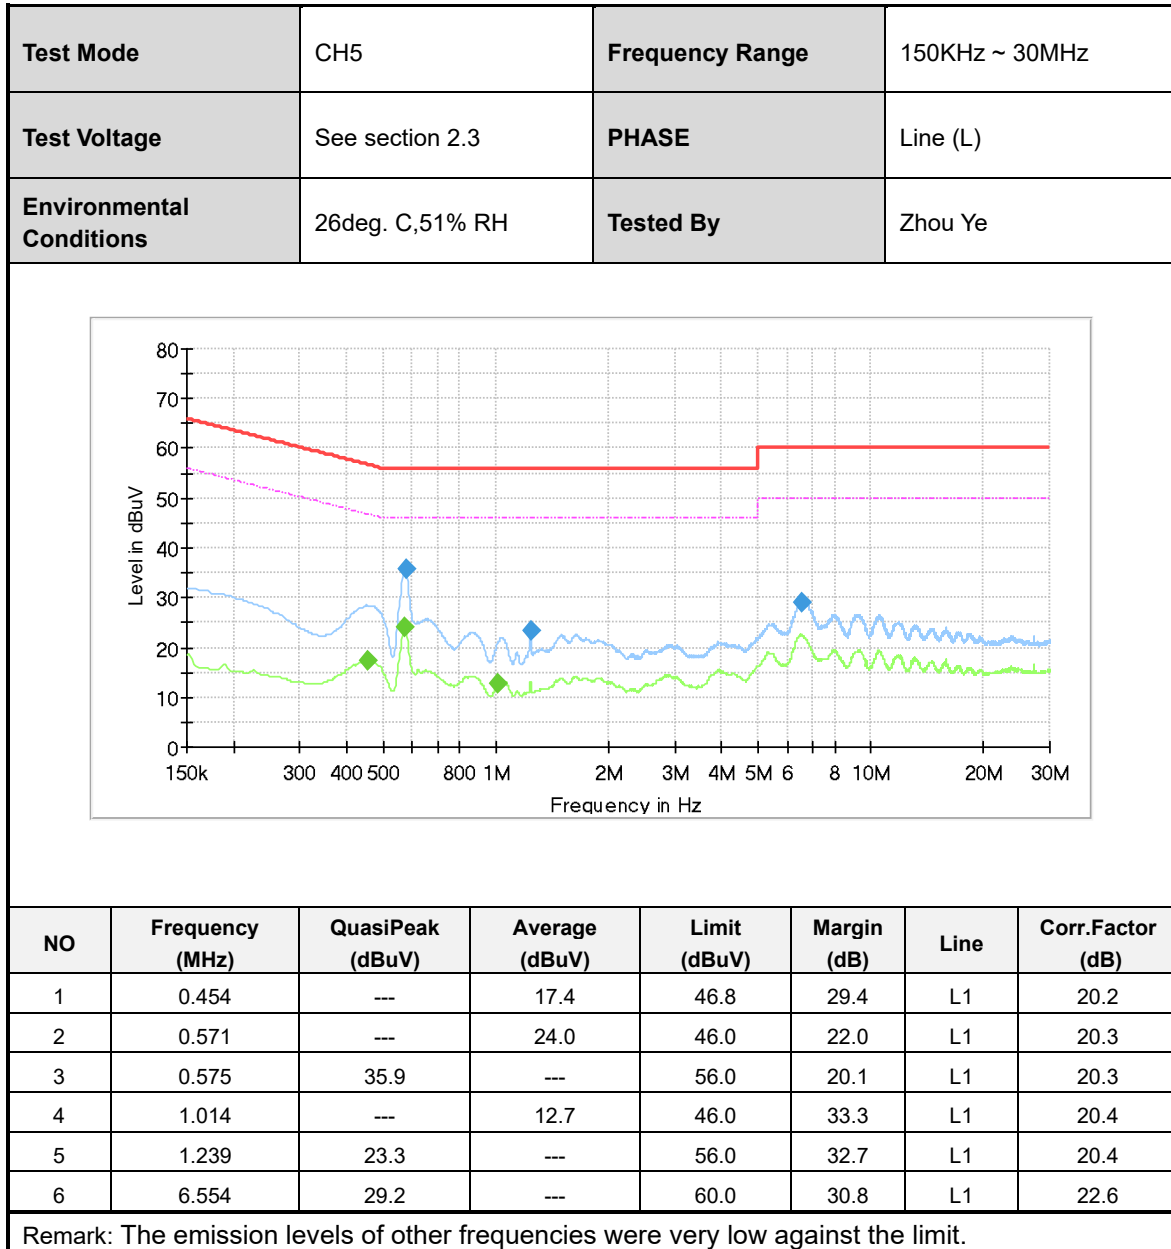 Test Mode CH5 Frequency Range 150KHz ~ 30MHz
Test Voltage See section 2.3 PHASE Line (L)
Environmental Conditions 26deg. C,51% RH Tested By Zhou Ye
80
70
60
50
40
30
20
10
0
Level in dBuV
150k 300 400 500 800 1M 2M 3M 4M 5M 6 8 10M 20M 30M
Frequency in Hz
NO Frequency (MHz) QuasiPeak (dBuV) Average (dBuV) Limit (dBuV) Margin (dB) Line Corr.Factor (dB)
1 0.454 --- 17.4 46.8 29.4 L1 20.2
2 0.571 --- 24.0 46.0 22.0 L1 20.3
3 0.575 35.9 --- 56.0 20.1 L1 20.3
4 1.014 --- 12.7 46.0 33.3 L1 20.4
5 1.239 23.3 --- 56.0 32.7 L1 20.4
6 6.554 29.2 --- 60.0 30.8 L1 22.6
Remark: The emission levels of other frequencies were very low against the limit.